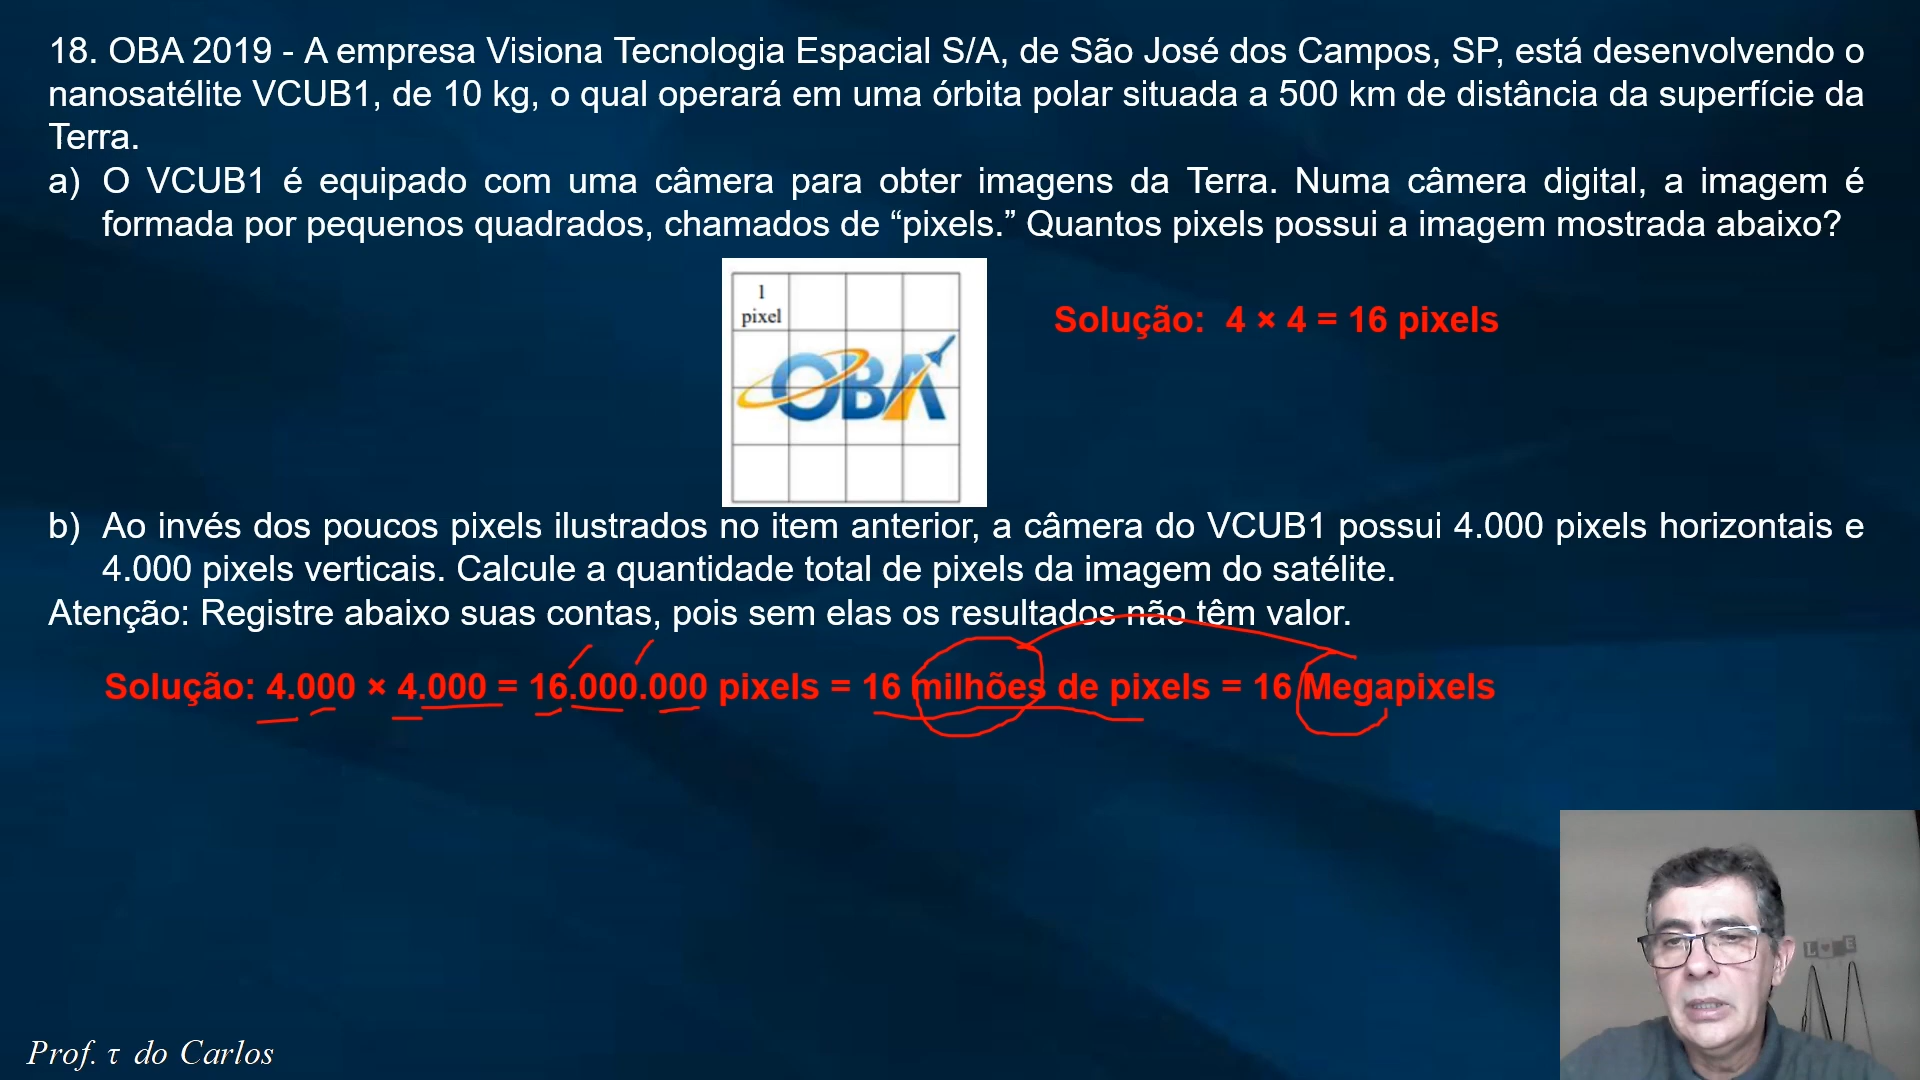 18. OBA 2019 - A empresa Visiona Tecnologia Espacial S/A, de São José dos Campos, SP, está desenvolvendo o
nanosatélite VCUB1, de 10 kg, o qual operará em uma órbita polar situada a 500 km de distância da superfície da
Terra.
a) O VCUB1 é equipado com uma câmera para obter imagens da Terra. Numa câmera digital, a imagem é
formada por pequenos quadrados, chamados de “pixels.” Quantos pixels possui a imagem mostrada abaixo?
1
pixel
OBA
Solução: 4 × 4 = 16 pixels
b) Ao invés dos poucos pixels ilustrados no item anterior, a câmera do VCUB1 possui 4.000 pixels horizontais e
4.000 pixels verticais. Calcule a quantidade total de pixels da imagem do satélite.
Atenção: Registre abaixo suas contas, pois sem elas os resultados não têm valor.
Solução: 4.000 × 4.000 = 16.000.000 pixels = 16 milhões de pixels = 16 Megapixels
L♥VE
Prof. τ do Carlos